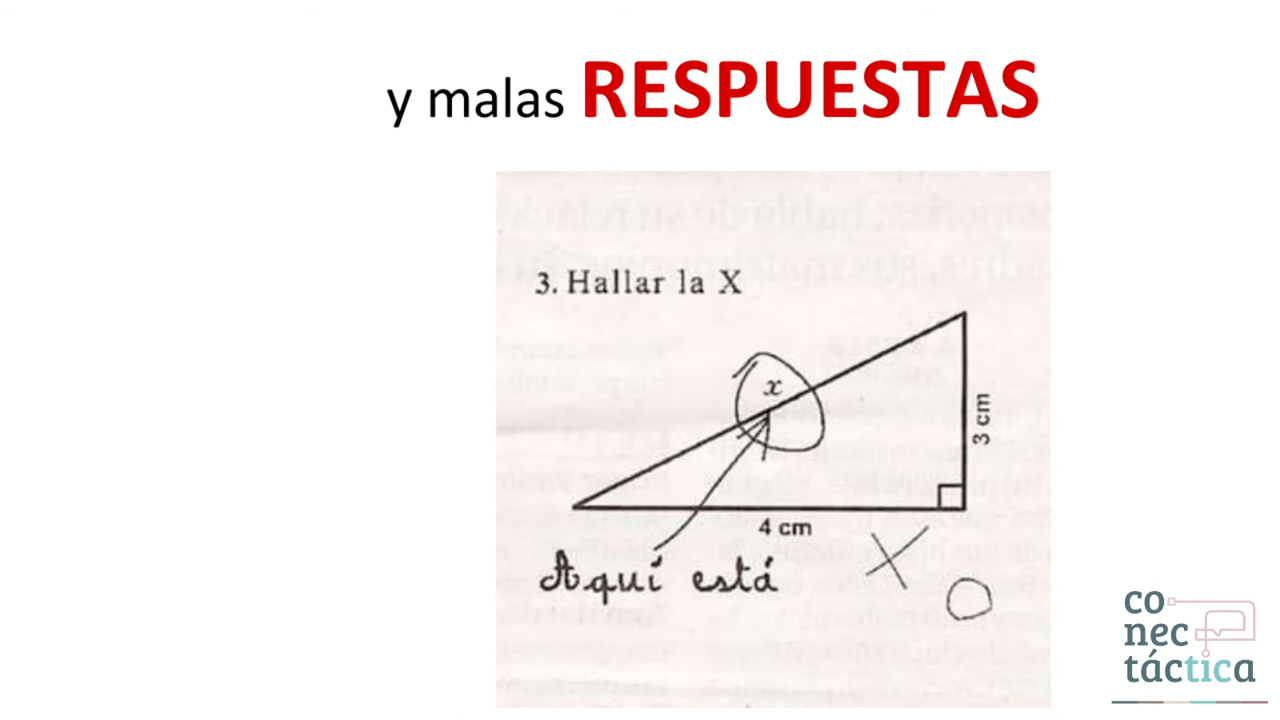 y malas RESPUESTAS
3. Hallar la X
x
3 cm
4 cm
Aquí está
X
O
co
nec
táctica